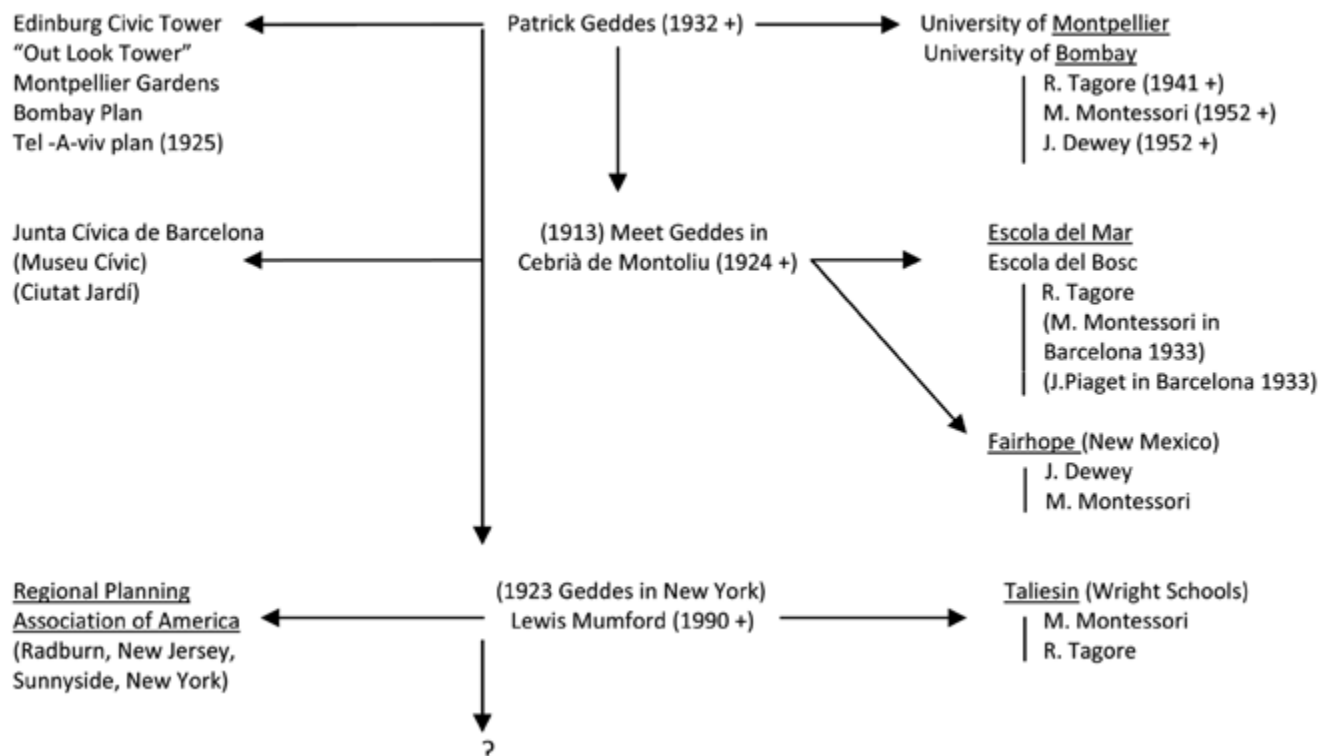 Edinburg Civic Tower
“Out Look Tower”
Montpellier Gardens
Bombay Plan
Tel -A-viv plan (1925)
Patrick Geddes (1932 +)
University of Montpellier
University of Bombay
R. Tagore (1941 +)
M. Montessori (1952 +)
J. Dewey (1952 +)
Junta Cívica de Barcelona
(Museu Cívic)
(Ciutat Jardí)
(1913) Meet Geddes in
Cebrià de Montoliu (1924 +)
Escola del Mar
Escola del Bosc
R. Tagore
(M. Montessori in
Barcelona 1933)
(J.Piaget in Barcelona 1933)
Fairhope (New Mexico)
J. Dewey
M. Montessori
Regional Planning
Association of America
(Radburn, New Jersey,
Sunnyside, New York)
(1923 Geddes in New York)
Lewis Mumford (1990 +)
Taliesin (Wright Schools)
M. Montessori
R. Tagore
?